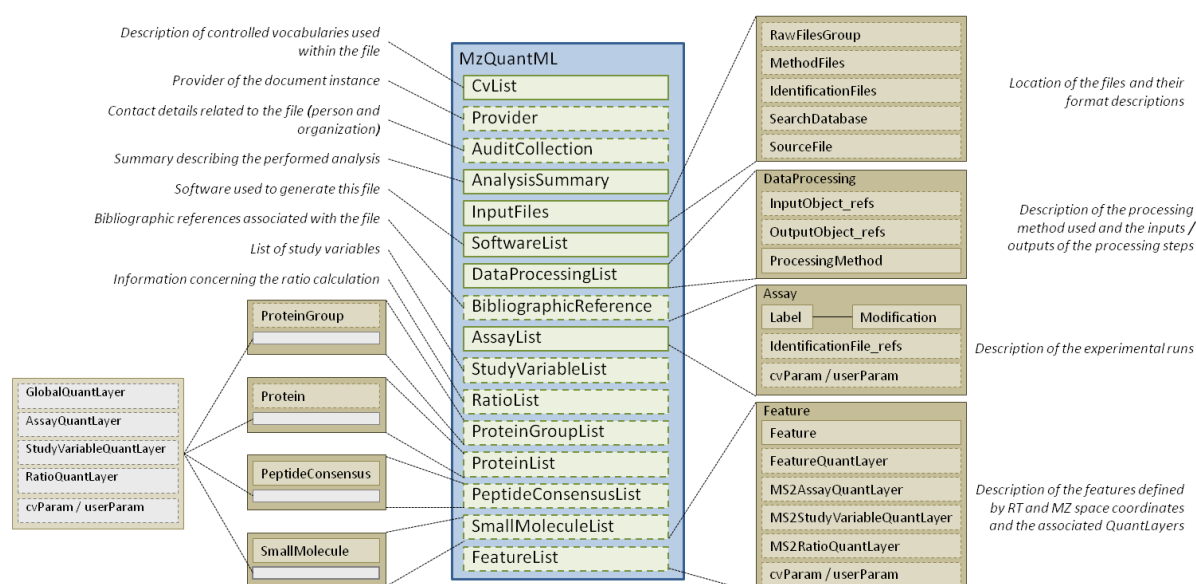 Description of controlled vocabularies used
within the file
Provider of the document instance
Contact details related to the file (person and
organization)
Summary describing the performed analysis
Software used to generate this file
Bibliographic references associated with the file
List of study variables
Information concerning the ratio calculation
MzQuantML
CvList
Provider
AuditCollection
AnalysisSummary
InputFiles
SoftwareList
DataProcessingList
BibliographicReference
AssayList
StudyVariableList
RatioList
ProteinGroupList
ProteinList
PeptideConsensusList
SmallMoleculeList
FeatureList
GlobalQuantLayer
AssayQuantLayer
StudyVariableQuantLayer
RatioQuantLayer
cvParam / userParam
ProteinGroup
Protein
PeptideConsensus
SmallMolecule
RawFilesGroup
MethodFiles
IdentificationFiles
SearchDatabase
SourceFile
Location of the files and their
format descriptions
DataProcessing
InputObject_refs
OutputObject_refs
ProcessingMethod
Description of the processing
method used and the inputs /
outputs of the processing steps
Assay
Label
Modification
IdentificationFile_refs
cvParam / userParam
Description of the experimental runs
Feature
Feature
FeatureQuantLayer
MS2AssayQuantLayer
MS2StudyVariableQuantLayer
MS2RatioQuantLayer
cvParam / userParam
Description of the features defined
by RT and MZ space coordinates
and the associated QuantLayers